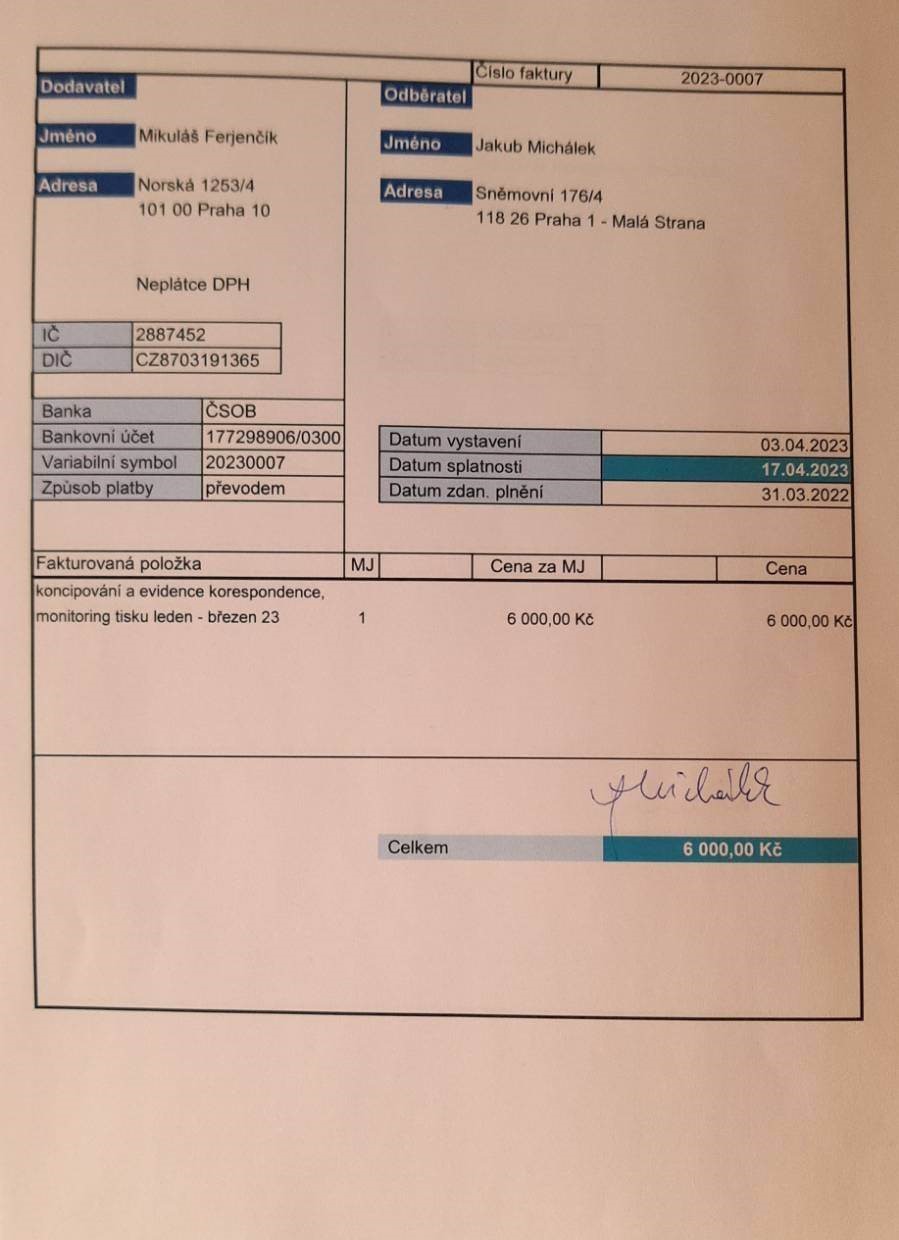 Číslo faktury 2023-0007
Dodavatel
Jméno Mikuláš Ferjenčík
Adresa Norská 1253/4
101 00 Praha 10
Neplátce DPH
IČ 2887452
DIČ CZ8703191365
Banka ČSOB
Bankovní účet 177298906/0300
Variabilní symbol 20230007
Způsob platby převodem
Odběratel
Jméno Jakub Michálek
Adresa Sněmovní 176/4
118 26 Praha 1 - Malá Strana
Datum vystavení 03.04.2023
Datum splatnosti 17.04.2023
Datum zdan. plnění 31.03.2022
Fakturovaná položka MJ Cena za MJ Cena
koncipování a evidence korespondence,
monitoring tisku leden - březen 23 1 6 000,00 Kč 6 000,00 Kč
Michálek
Celkem 6 000,00 Kč